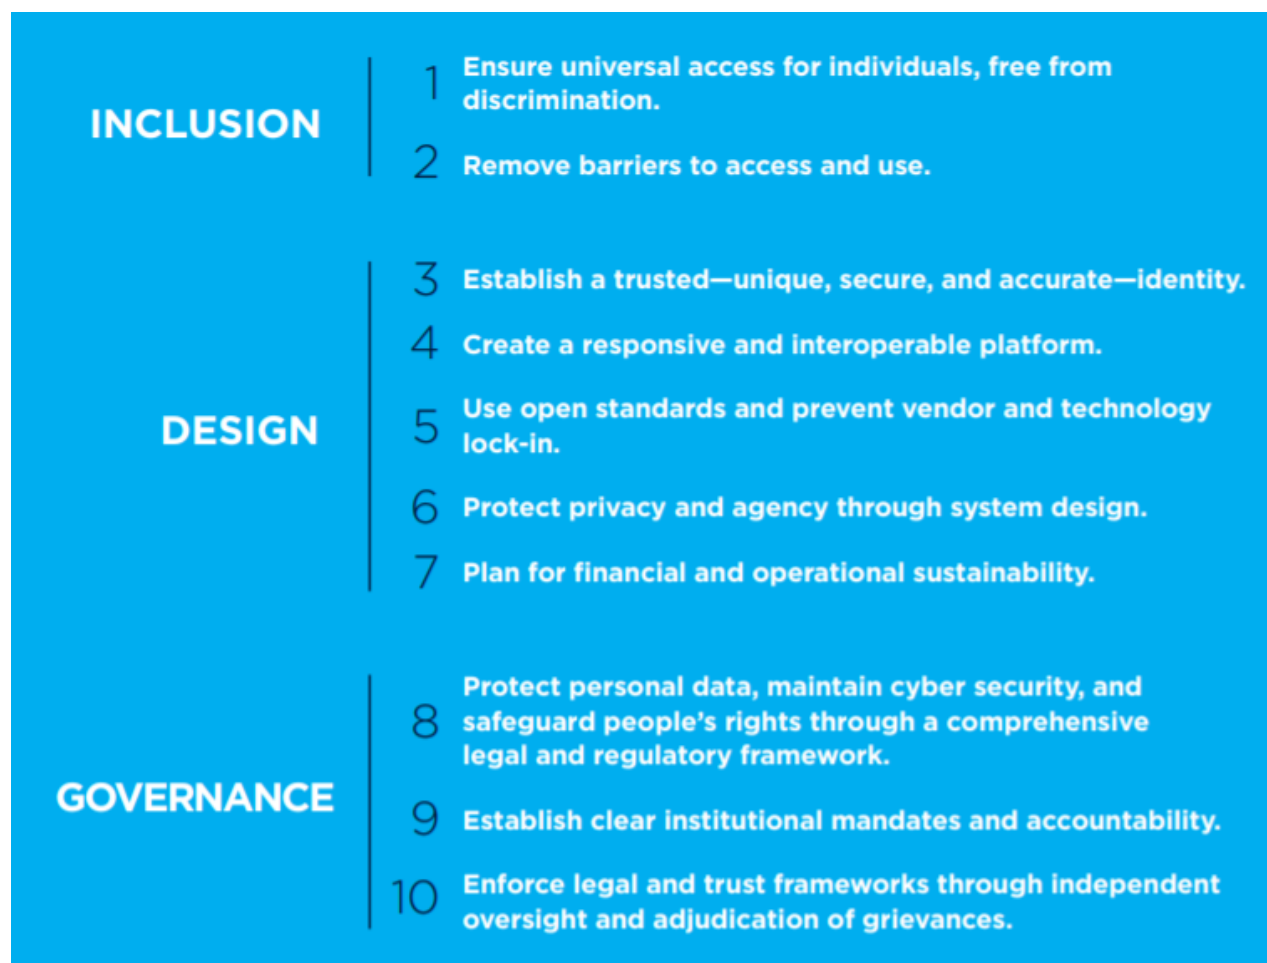 INCLUSION
1 Ensure universal access for individuals, free from
discrimination.
2 Remove barriers to access and use.
DESIGN
3 Establish a trusted—unique, secure, and accurate—identity.
4 Create a responsive and interoperable platform.
5 Use open standards and prevent vendor and technology
lock-in.
6 Protect privacy and agency through system design.
7 Plan for financial and operational sustainability.
GOVERNANCE
8 Protect personal data, maintain cyber security, and
safeguard people’s rights through a comprehensive
legal and regulatory framework.
9 Establish clear institutional mandates and accountability.
10 Enforce legal and trust frameworks through independent
oversight and adjudication of grievances.